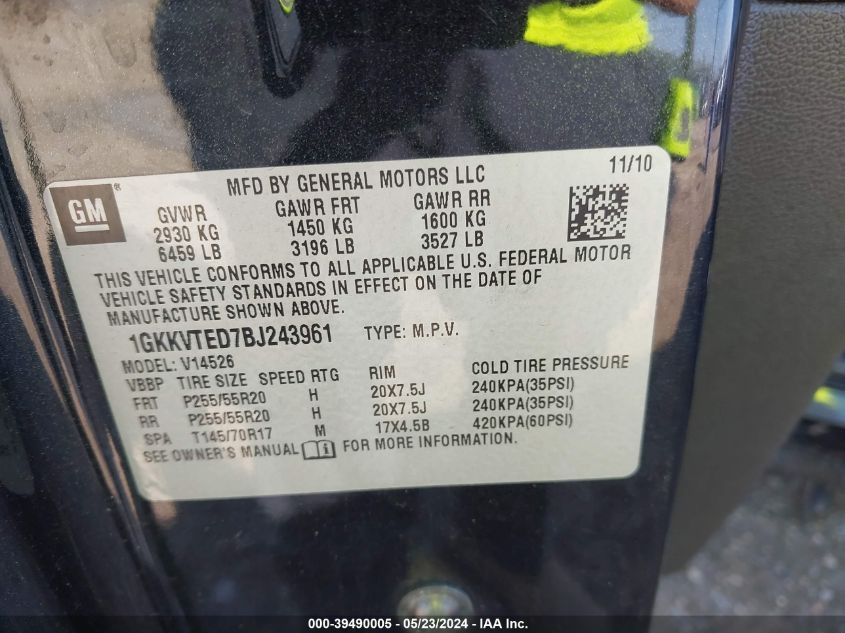 GM ®
MFD BY GENERAL MOTORS LLC 11/10
GVWR GAWR FRT GAWR RR
2930 KG 1450 KG 1600 KG
6459 LB 3196 LB 3527 LB
THIS VEHICLE CONFORMS TO ALL APPLICABLE U.S. FEDERAL MOTOR
VEHICLE SAFETY STANDARDS IN EFFECT ON THE DATE OF
MANUFACTURE SHOWN ABOVE.
1GKKVTED7BJ243961 TYPE: M.P.V.
MODEL: V14526
VBBP TIRE SIZE SPEED RTG RIM COLD TIRE PRESSURE
FRT P255/55R20 H 20X7.5J 240KPA(35PSI)
RR P255/55R20 H 20X7.5J 240KPA(35PSI)
SPA T145/70R17 M 17X4.5B 420KPA(60PSI)
SEE OWNER'S MANUAL FOR MORE INFORMATION.
000-39490005 - 05/23/2024 - IAAI.com